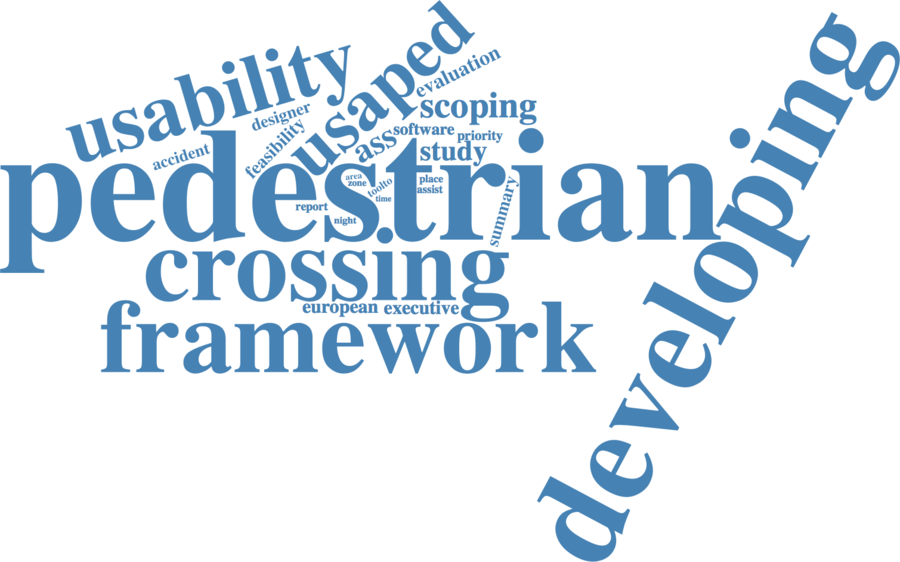 usability
usaped
developing
evaluation
designer
scoping
feasibility
ass
software
priority
accident
study
pedestrian
area
zone
toolto
time
place
assist
report
night
summary
crossing
european
executive
framework